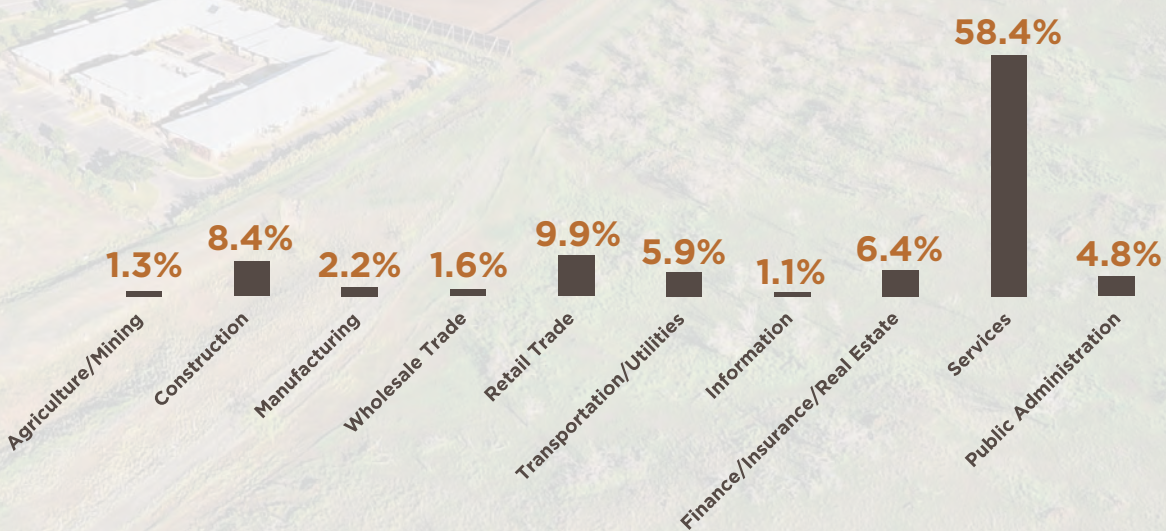 58.4%
1.3%
8.4%
2.2%
1.6%
9.9%
5.9%
1.1%
6.4%
4.8%
Agriculture/Mining
Construction
Manufacturing
Wholesale Trade
Retail Trade
Transportation/Utilities
Information
Finance/Insurance/Real Estate
Services
Public Administration